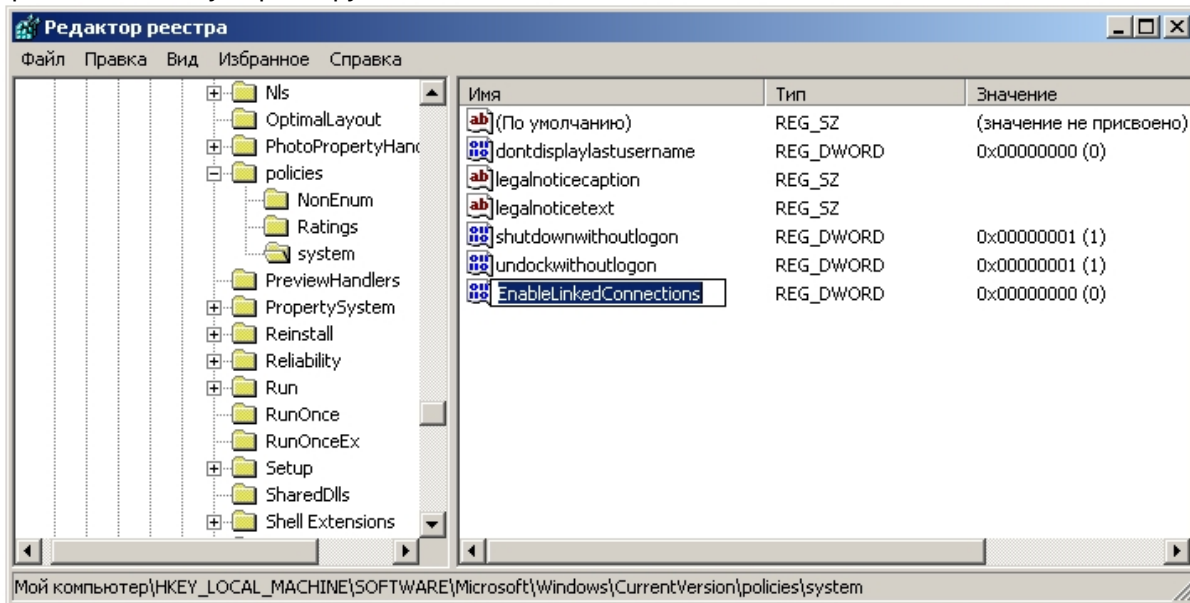 Редактор реестра
Файл Правка Вид Избранное Справка
Nls
OptimalLayout
PhotoPropertyHand
policies
NonEnum
Ratings
system
PreviewHandlers
PropertySystem
Reinstall
Reliability
Run
RunOnce
RunOnceEx
Setup
SharedDlls
Shell Extensions
Имя Тип Значение
(По умолчанию) REG_SZ (значение не присвоено)
dontdisplaylastusername REG_DWORD 0x00000000 (0)
legalnoticecaption REG_SZ
legalnoticetext REG_SZ
shutdownwithoutlogon REG_DWORD 0x00000001 (1)
undockwithoutlogon REG_DWORD 0x00000001 (1)
EnableLinkedConnections REG_DWORD 0x00000000 (0)
Мой компьютер\HKEY_LOCAL_MACHINE\SOFTWARE\Microsoft\Windows\CurrentVersion\policies\system